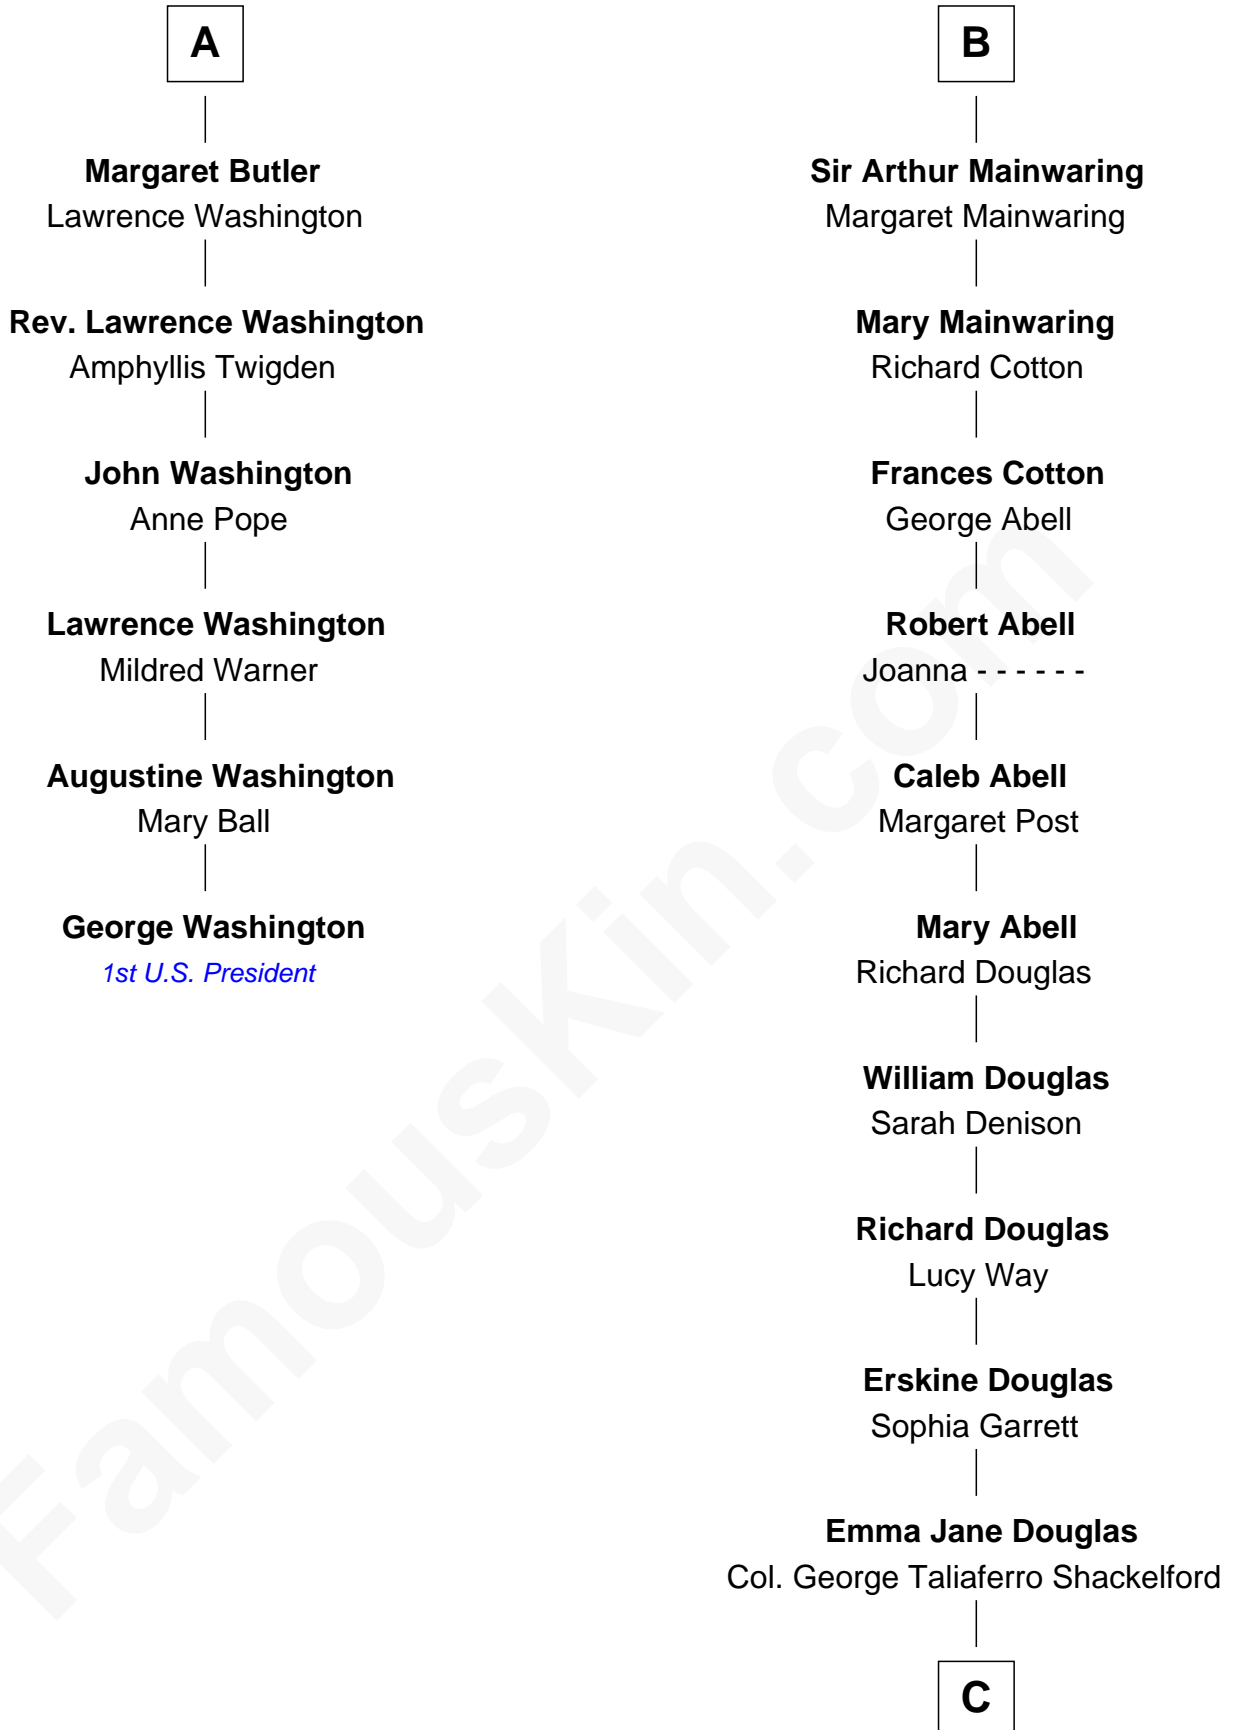 A
Margaret Butler
Lawrence Washington
Rev. Lawrence Washington
Amphyllis Twigden
John Washington
Anne Pope
Lawrence Washington
Mildred Warner
Augustine Washington
Mary Ball
George Washington
1st U.S. President
B
Sir Arthur Mainwaring
Margaret Mainwaring
Mary Mainwaring
Richard Cotton
Frances Cotton
George Abell
Robert Abell
Joanna - - - - - -
Caleb Abell
Margaret Post
Mary Abell
Richard Douglas
William Douglas
Sarah Denison
Richard Douglas
Lucy Way
Erskine Douglas
Sophia Garrett
Emma Jane Douglas
Col. George Taliaferro Shackelford
C
FamousKin.com